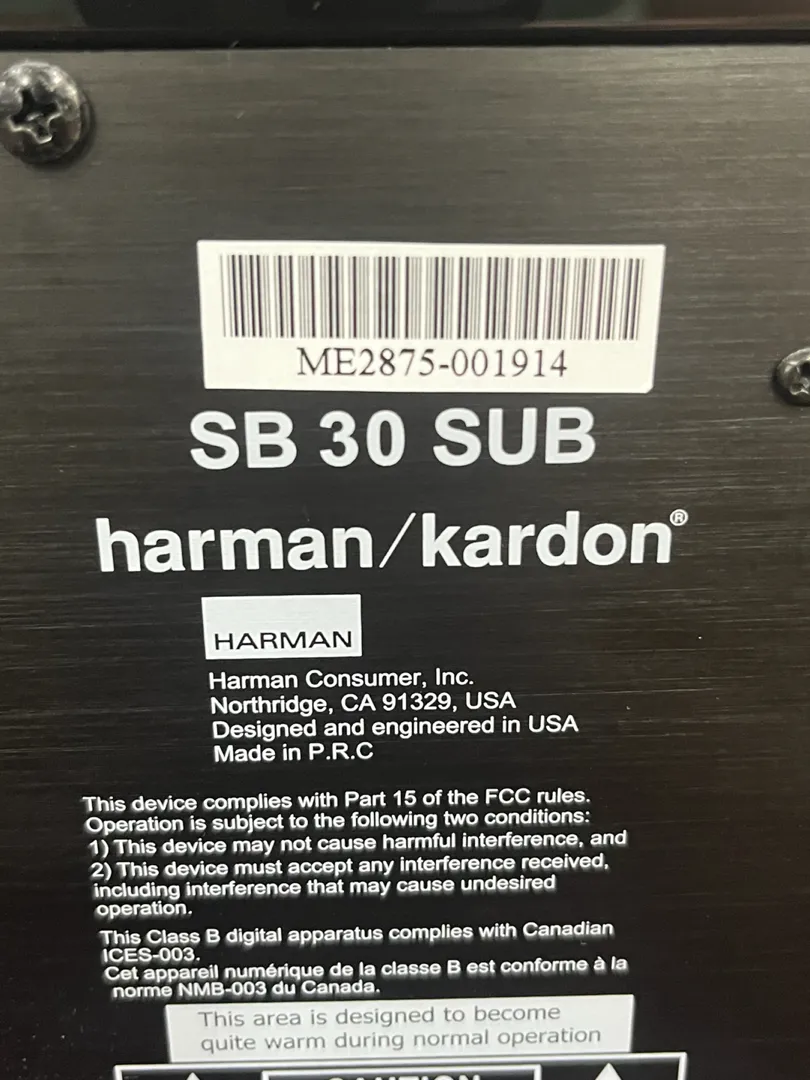 ME2875-001914
SB 30 SUB
harman/kardon®
HARMAN
Harman Consumer, Inc.
Northridge, CA 91329, USA
Designed and engineered in USA
Made in P.R.C
This device complies with Part 15 of the FCC rules.
Operation is subject to the following two conditions:
1) This device may not cause harmful interference, and
2) This device must accept any interference received,
including interference that may cause undesired
operation.
This Class B digital apparatus complies with Canadian
ICES-003.
Cet appareil numérique de la classe B est conforme à la
norme NMB-003 du Canada.
This area is designed to become
quite warm during normal operation
CAUTION